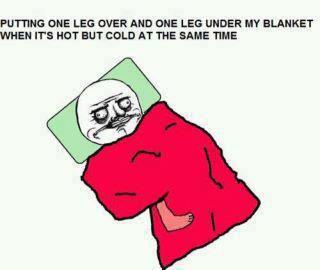 PUTTING ONE LEG OVER AND ONE LEG UNDER MY BLANKET
WHEN IT'S HOT BUT COLD AT THE SAME TIME